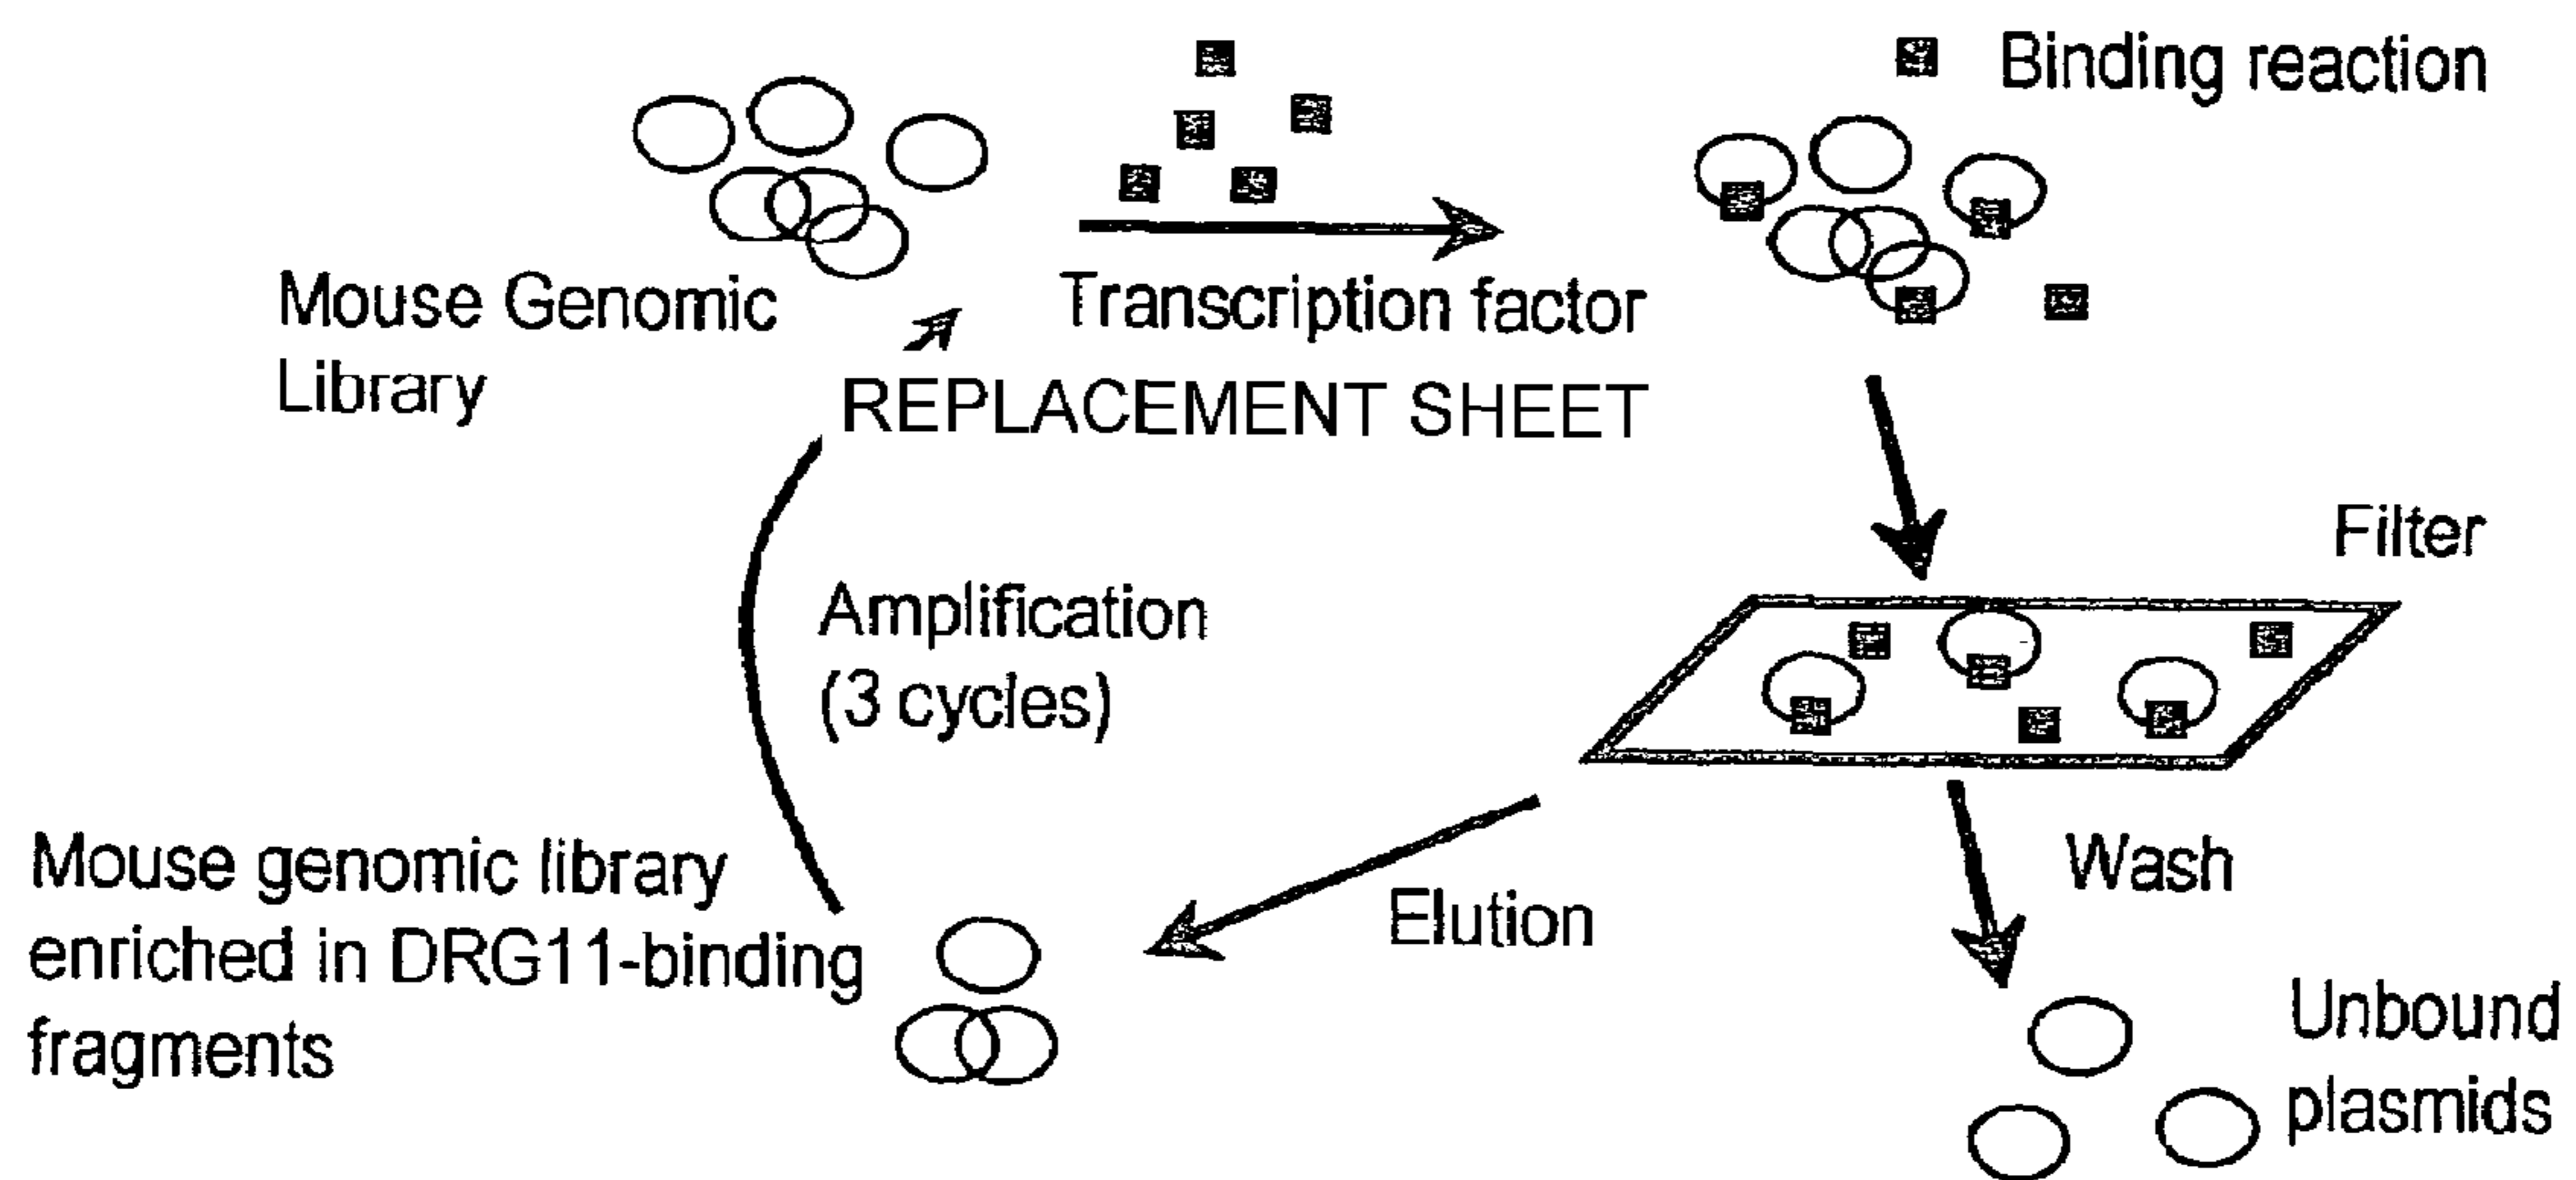 Binding reaction
Mouse Genomic
Library
Transcription factor
REPLACEMENT SHEET
Filter
Amplification
(3 cycles)
Wash
Elution
Mouse genomic library
enriched in DRG11-binding
fragments
Unbound
plasmids